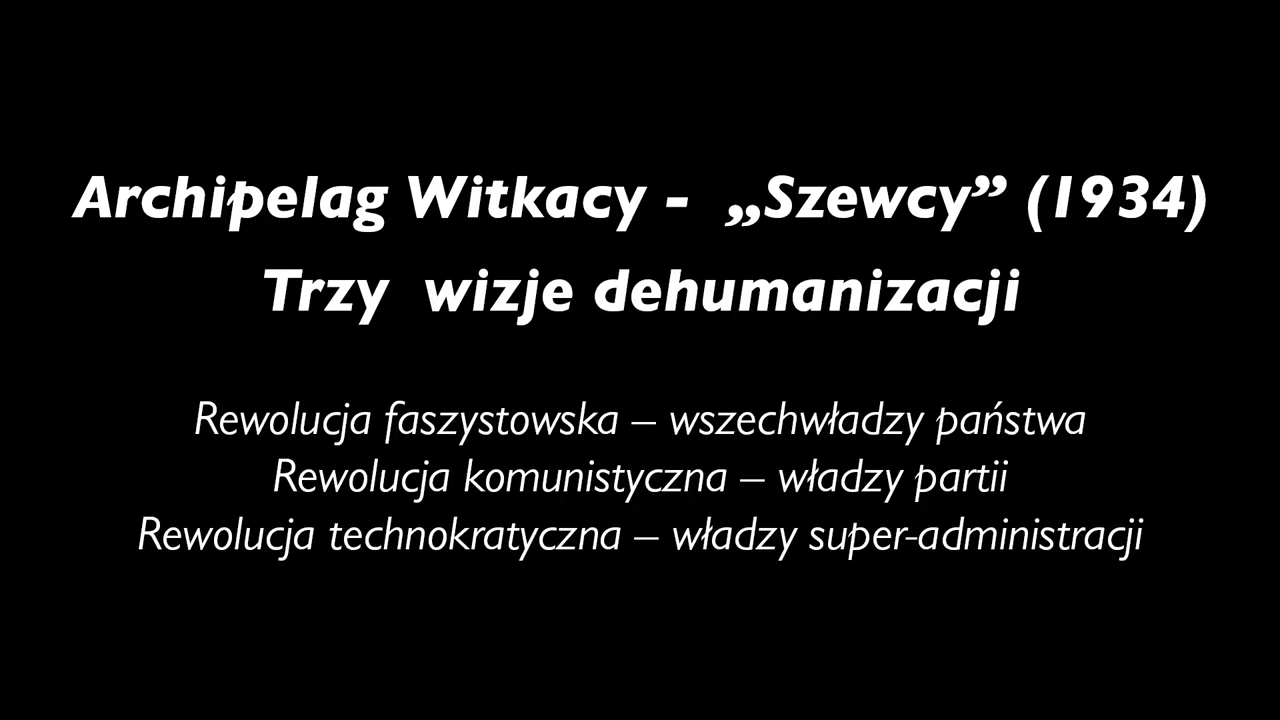 Archipelag Witkacy - „Szewcy” (1934)
Trzy wizje dehumanizacji
Rewolucja faszystowska – wszechwładzy państwa
Rewolucja komunistyczna – władzy partii
Rewolucja technokratyczna – władzy super-administracji